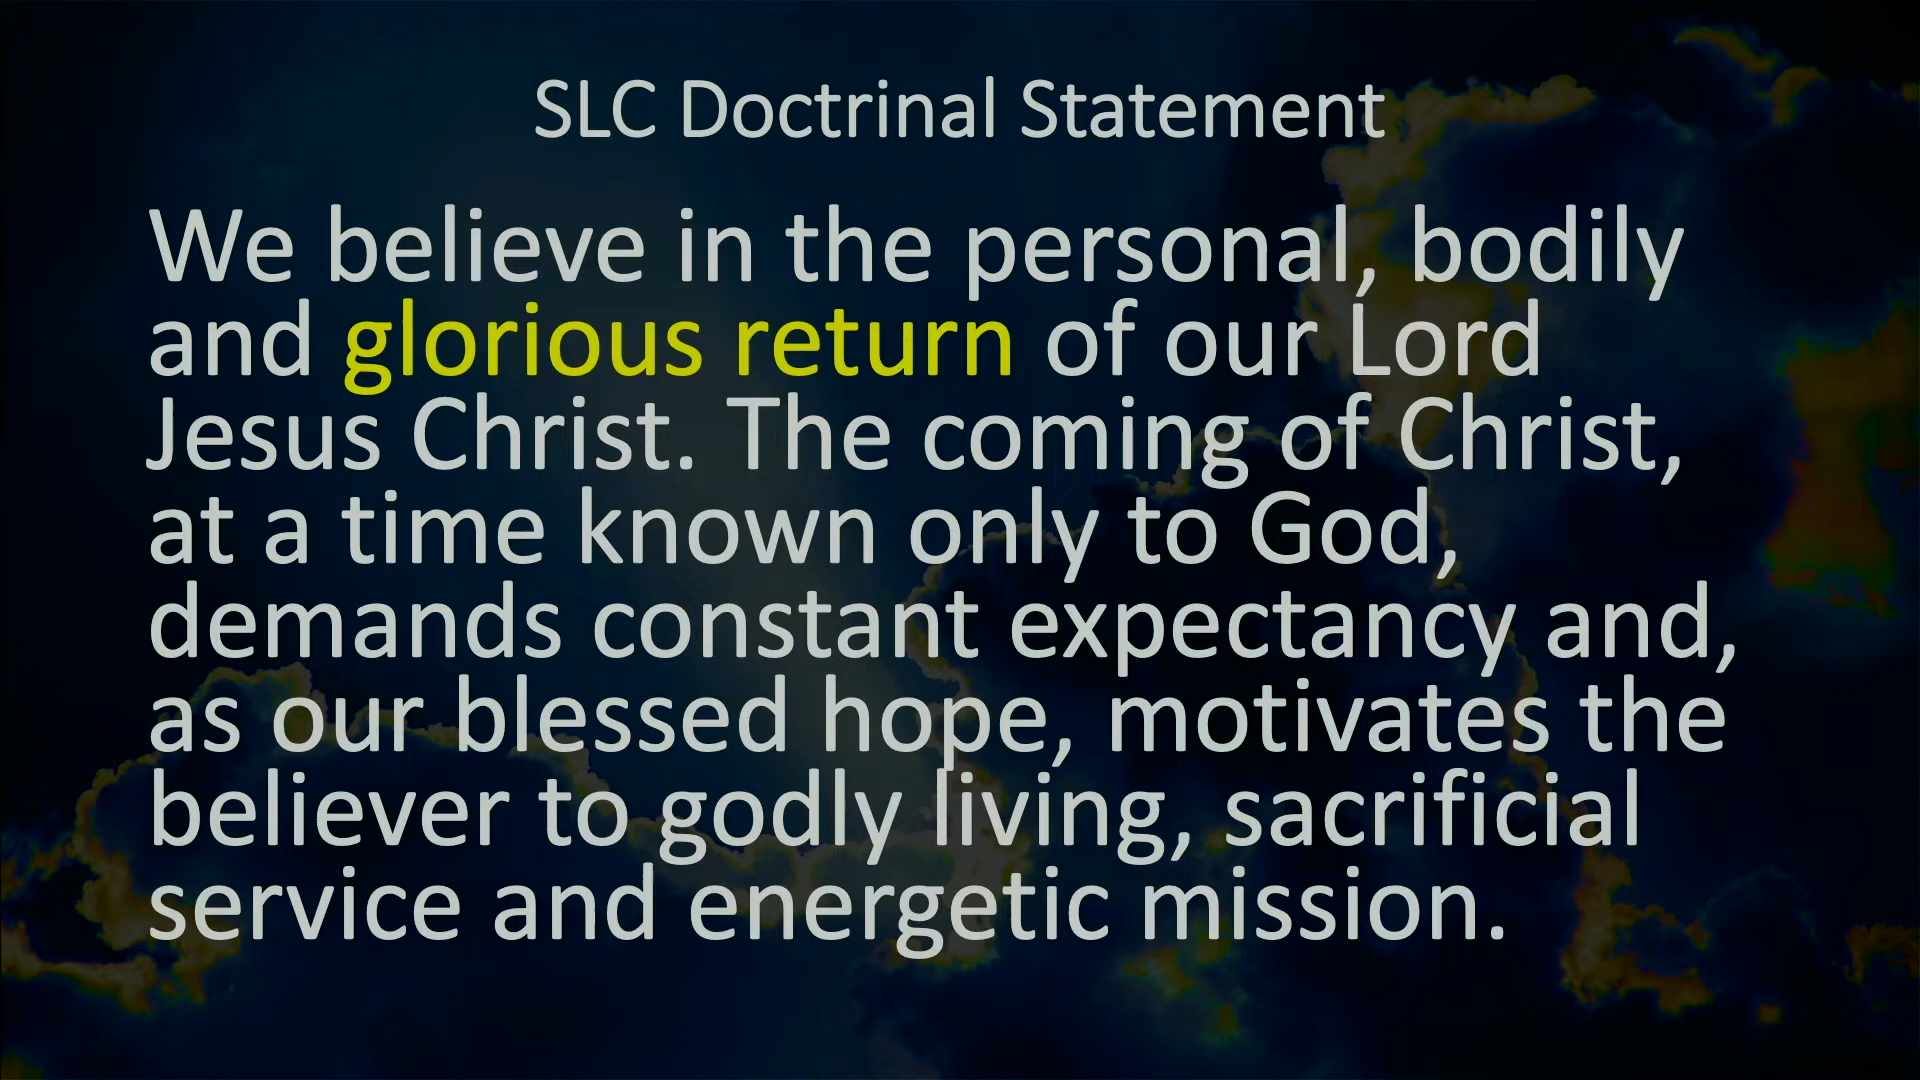 SLC Doctrinal Statement
We believe in the personal, bodily
and glorious return of our Lord
Jesus Christ. The coming of Christ,
at a time known only to God,
demands constant expectancy and,
as our blessed hope, motivates the
believer to godly living, sacrificial
service and energetic mission.